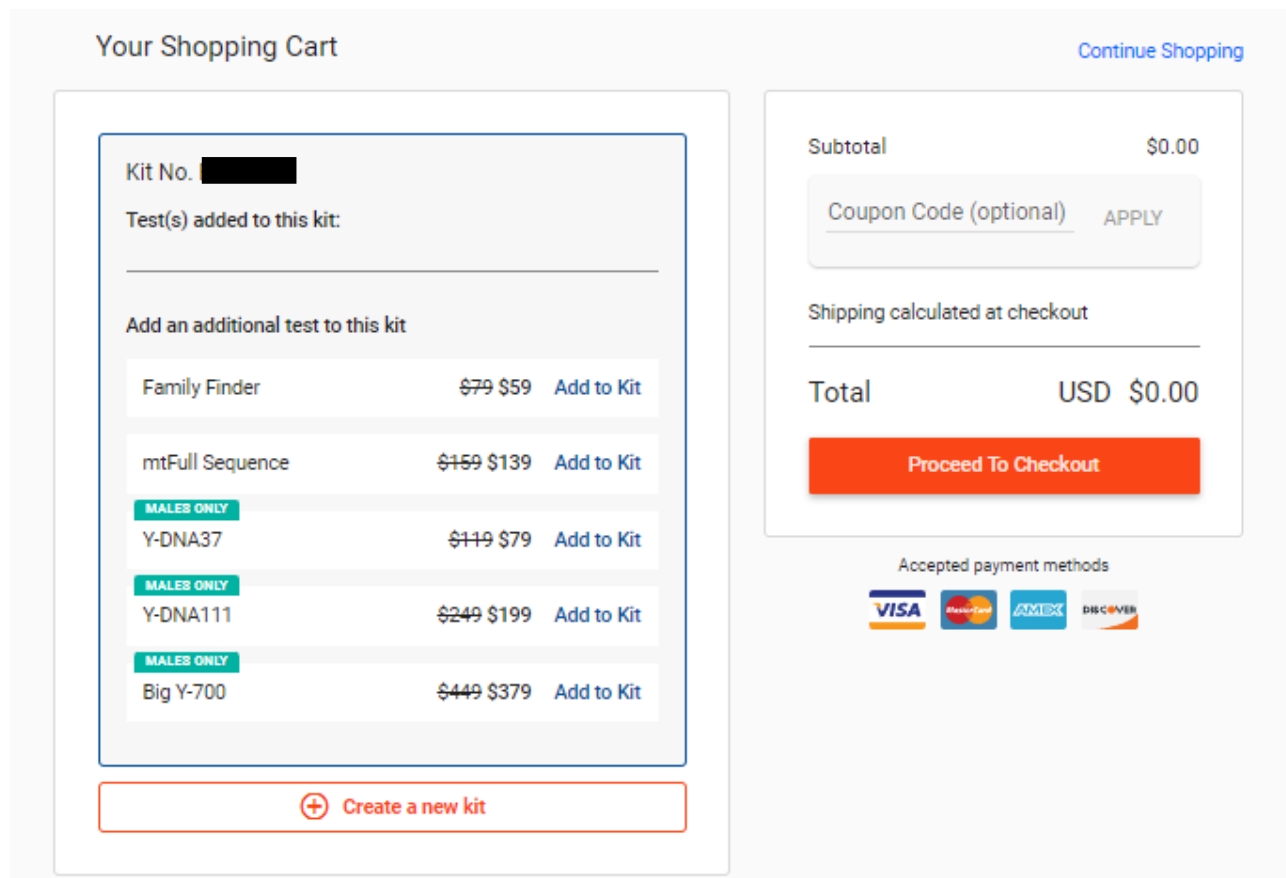 Your Shopping Cart
Continue Shopping
Kit No.
Test(s) added to this kit:
Add an additional test to this kit
Family Finder $79 $59 Add to Kit
mtFull Sequence $159 $139 Add to Kit
MALES ONLY
Y-DNA37 $119 $79 Add to Kit
MALES ONLY
Y-DNA111 $249 $199 Add to Kit
MALES ONLY
Big Y-700 $449 $379 Add to Kit
Create a new kit
Subtotal $0.00
Coupon Code (optional) APPLY
Shipping calculated at checkout
Total USD $0.00
Proceed To Checkout
Accepted payment methods
VISA MasterCard AMEX DISCOVER